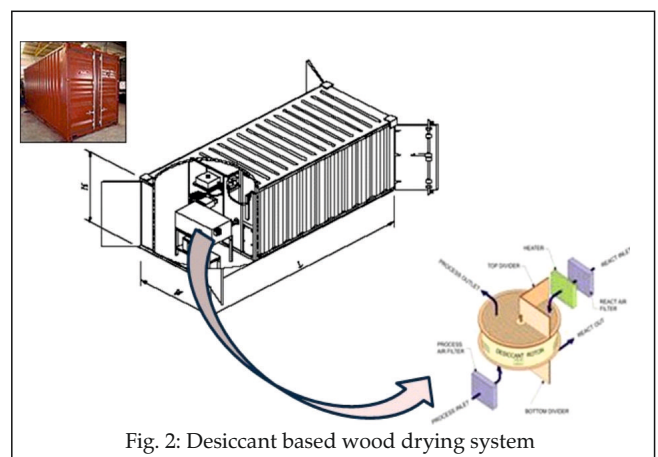 H
W
L
PROCESS OUTLET
TOP DIVIDER
HEATER
REACT INLET
REACT AIR
FILTER
REACT OUT
DESICCANT ROTOR
PROCESS
AIR FILTER
PROCESS INLET
BOTTOM DIVIDER
Fig. 2: Desiccant based wood drying system